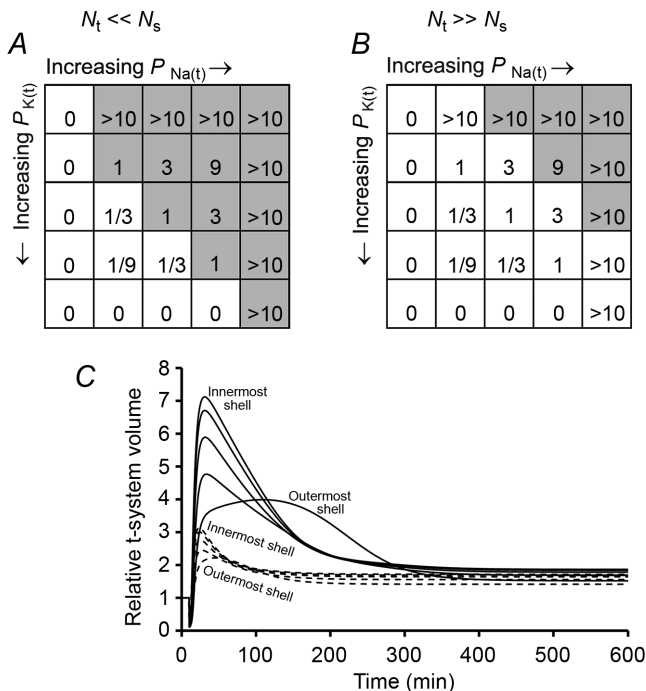 Nt << Ns
Nt >> Ns
A
B
Increasing P Na(t) →
Increasing P Na(t) →
← Increasing PK(t)
← Increasing PK(t)
0 >10 >10 >10 >10
0 1 3 9 >10
0 1/3 1 3 >10
0 1/9 1/3 1 >10
0 0 0 0 >10
0 >10 >10 >10 >10
0 1 3 9 >10
0 1/3 1 3 >10
0 1/9 1/3 1 >10
0 0 0 0 >10
C
Relative t-system volume
8
7
6
5
4
3
2
1
0
Innermost
shell
Outermost
shell
Innermost shell
Outermost shell
0 100 200 300 400 500 600
Time (min)